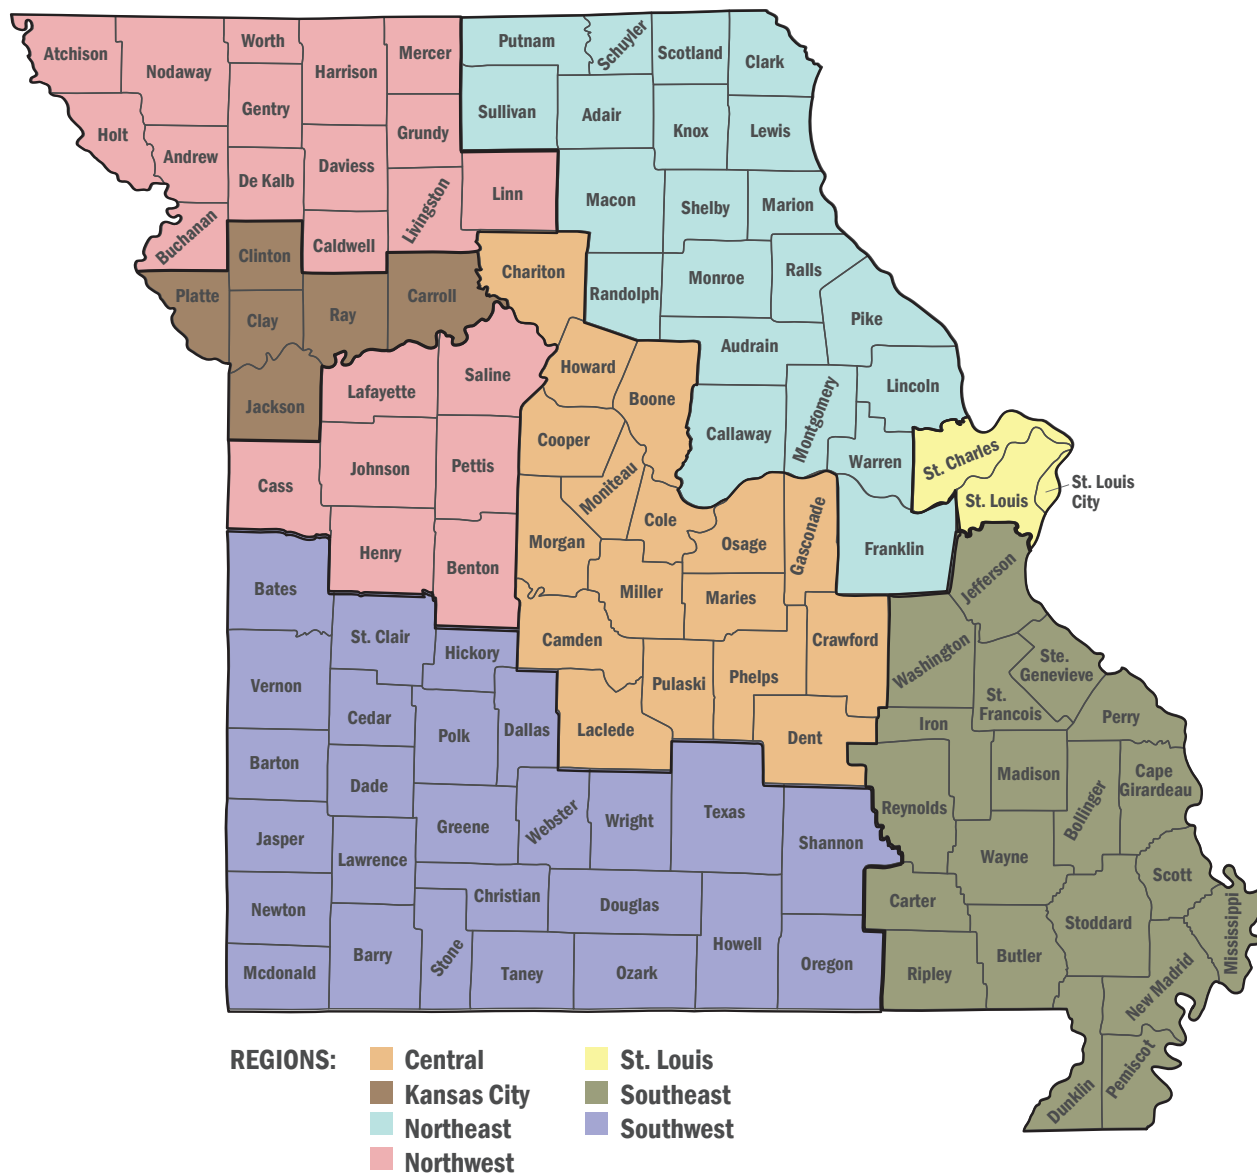 Atchison
Nodaway
Worth
Harrison
Mercer
Putnam
Schuyler
Scotland
Clark
Holt
Andrew
Gentry
De Kalb
Daviess
Grundy
Sullivan
Adair
Knox
Lewis
Buchanan
Caldwell
Livingston
Linn
Macon
Shelby
Marion
Platte
Clinton
Clay
Ray
Carroll
Chariton
Randolph
Monroe
Ralls
Pike
Jackson
Lafayette
Saline
Howard
Boone
Audrain
Callaway
Montgomery
Lincoln
Warren
St. Charles
St. Louis
St. Louis
City
Cass
Johnson
Pettis
Cooper
Moniteau
Cole
Osage
Gasconade
Franklin
Jefferson
Henry
Benton
Morgan
Miller
Maries
Crawford
Washington
Ste.
Genevieve
St.
Francois
Perry
Bates
St. Clair
Hickory
Camden
Pulaski
Phelps
Dent
Iron
Madison
Bollinger
Cape
Girardeau
Vernon
Cedar
Polk
Dallas
Laclede
Reynolds
Barton
Dade
Greene
Webster
Wright
Texas
Shannon
Wayne
Scott
Mississippi
Jasper
Lawrence
Christian
Douglas
Howell
Carter
Stoddard
Newton
Barry
Stone
Taney
Ozark
Oregon
Ripley
Butler
New Madrid
Mcdonald
Dunklin
Pemiscot
REGIONS:
Central
Kansas City
Northeast
Northwest
St. Louis
Southeast
Southwest